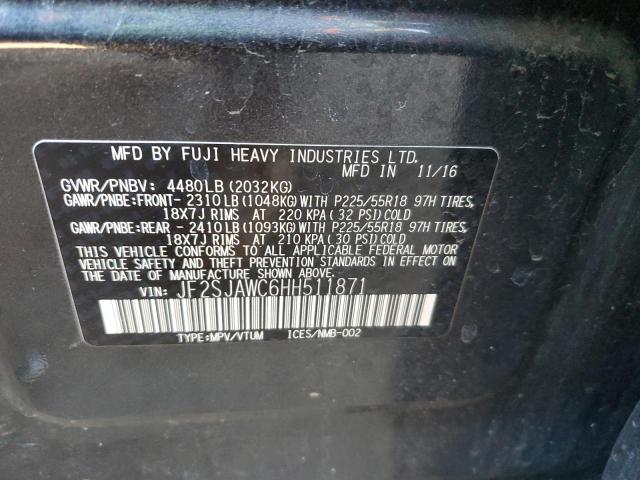 MFD BY FUJI HEAVY INDUSTRIES LTD.
MFD IN 11/16
GVWR/PNBV: 4480LB (2032KG)
GAWR/PNBE:FRONT- 2310LB (1048KG) WITH P225/55R18 97H TIRES,
18X7J RIMS AT 220 KPA (32 PSI) COLD
GAWR/PNBE:REAR - 2410LB (1093KG) WITH P225/55R18 97H TIRES,
18X7J RIMS AT 210 KPA (30 PSI) COLD
THIS VEHICLE CONFORMS TO ALL APPLICABLE FEDERAL MOTOR
VEHICLE SAFETY AND THEFT PREVENTION STANDARDS IN EFFECT ON
THE DATE OF MANUFACTURE SHOWN ABOVE.
VIN: JF2SJAWC6HH511871
TYPE:MPV/VTUM ICES/NMB-002